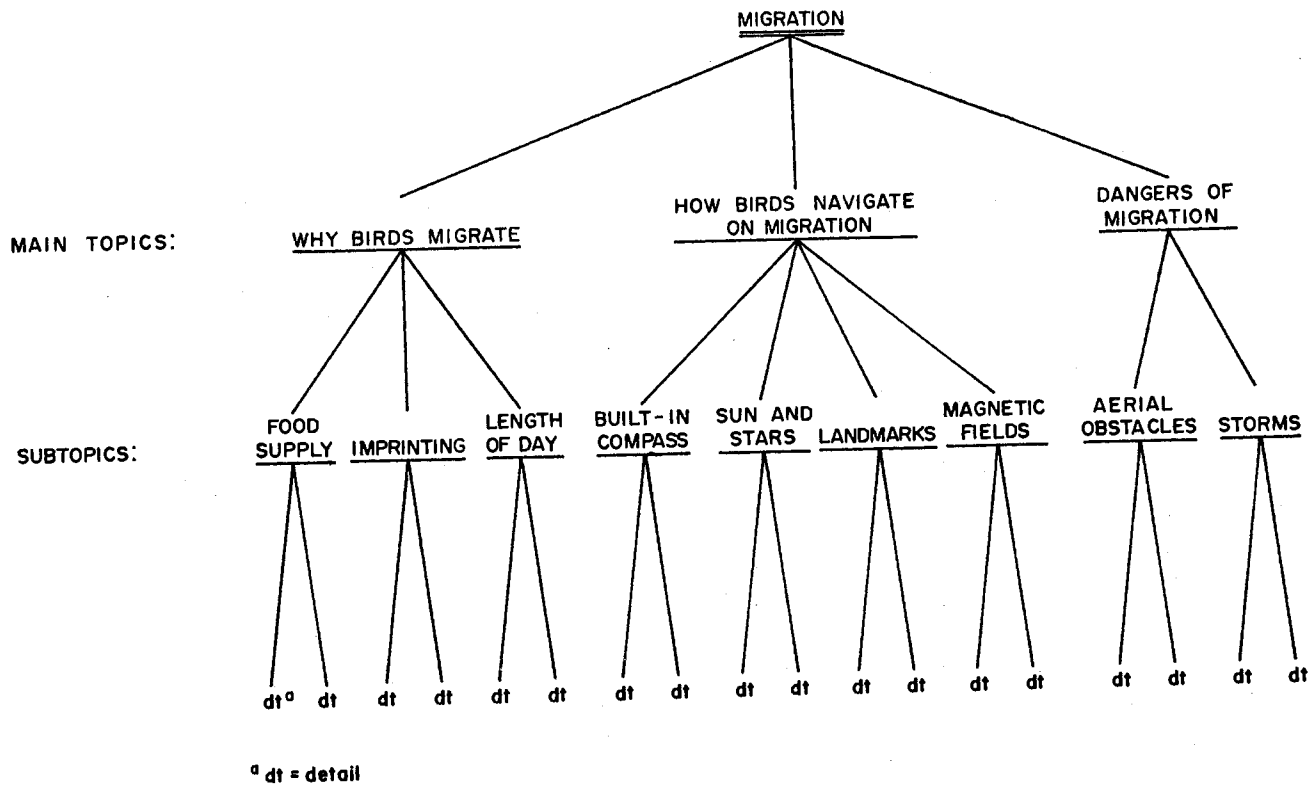 MIGRATION
MAIN TOPICS:
WHY BIRDS MIGRATE
HOW BIRDS NAVIGATE
ON MIGRATION
DANGERS OF
MIGRATION
SUBTOPICS:
FOOD
SUPPLY
IMPRINTING
LENGTH
OF DAY
BUILT-IN
COMPASS
SUN AND
STARS
LANDMARKS
MAGNETIC
FIELDS
AERIAL
OBSTACLES
STORMS
dtᵃ dt dt dt dt dt dt dt dt dt dt dt dt dt dt dt dt dt
ᵃ dt = detail